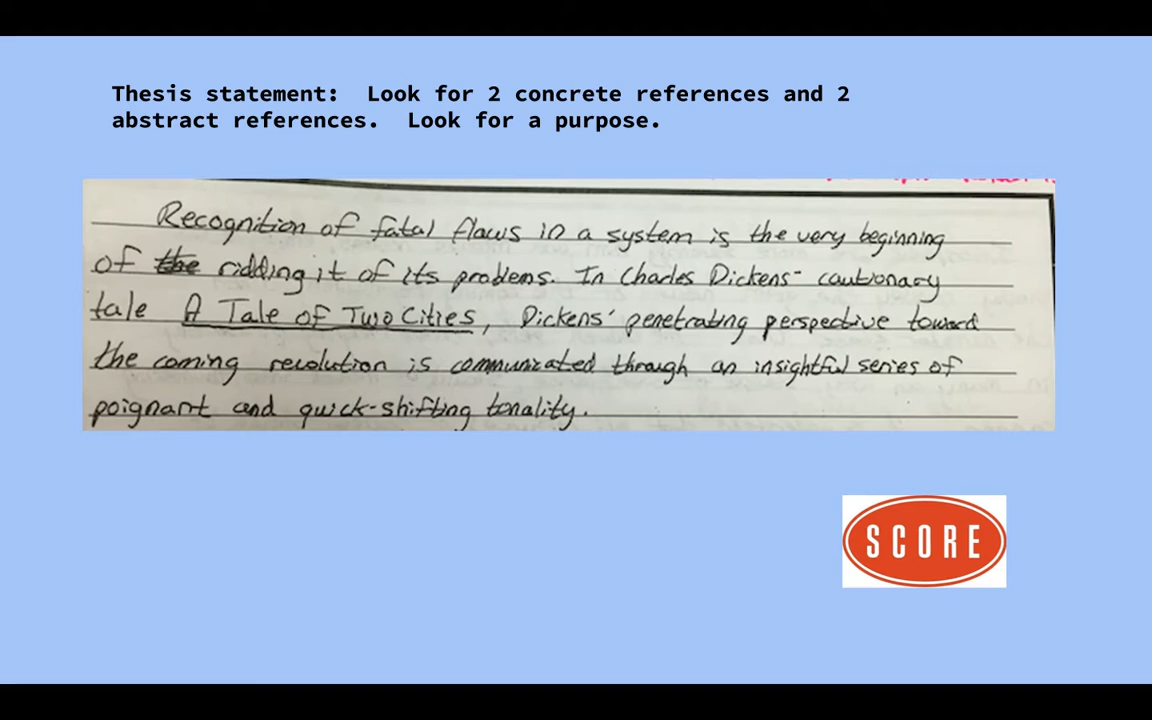 Thesis statement: Look for 2 concrete references and 2
abstract references. Look for a purpose.
Recognition of fatal flaws in a system is the very beginning
of the ridding it of its problems. In Charles Dickens' cautionary
tale A Tale of Two Cities, Dickens' penetrating perspective toward
the coming revolution is communicated through an insightful series of
poignant and quick-shifting tonality.
SCORE